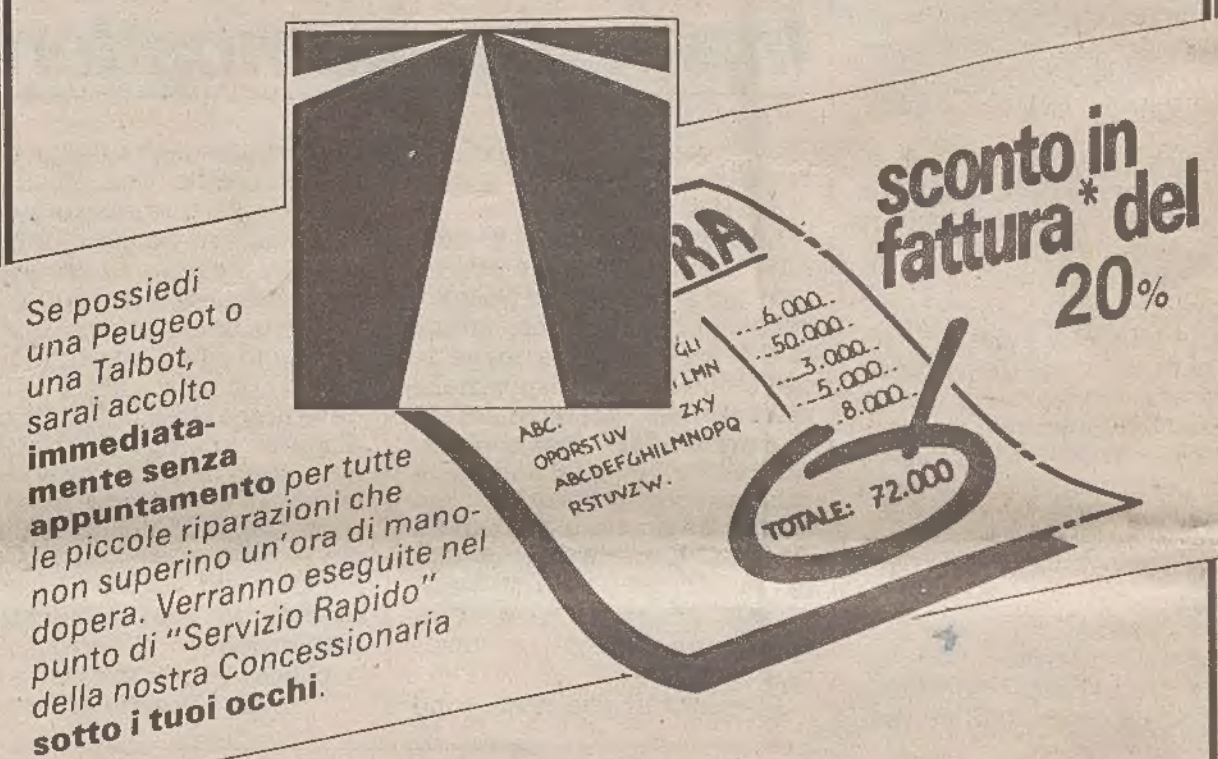 Se possiedi
una Peugeot o
una Talbot,
sarai accolto
immediata-
mente senza
appuntamento per tutte
le piccole riparazioni che
non superino un'ora di mano-
dopera. Verranno eseguite nel
punto di "Servizio Rapido"
della nostra Concessionaria
sotto i tuoi occhi.
sconto in
fattura* del
20%
RA
GLI ...6.000..
LMN ..50.000.
ZXY ....3.000..
...5.000..
..8.000..
ABC.
OPQRSTUV
ABCDEFGHILMNOPQ
RSTUVZW.
TOTALE: 72.000